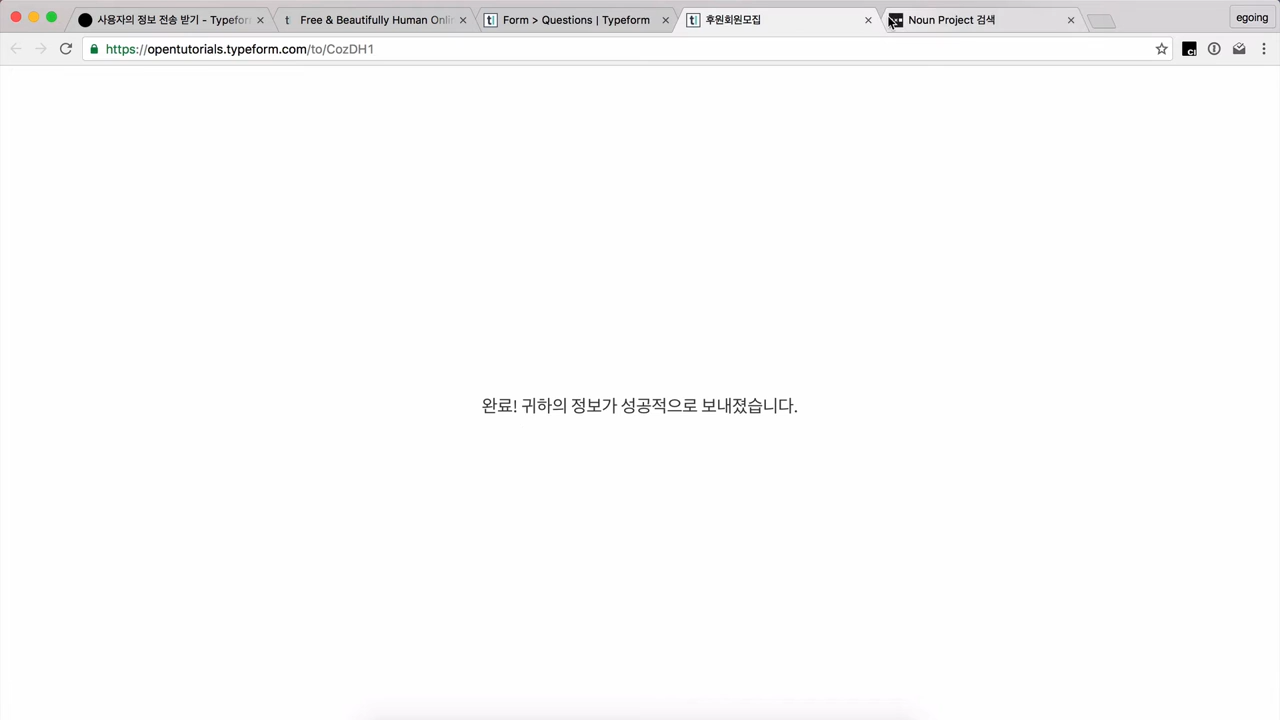 사용자의 정보 전송 받기 - Typeform
Free & Beautifully Human Onli
Form > Questions | Typeform
후원회원모집
Noun Project 검색
egoing
https://opentutorials.typeform.com/to/CozDH1
완료! 귀하의 정보가 성공적으로 보내졌습니다.